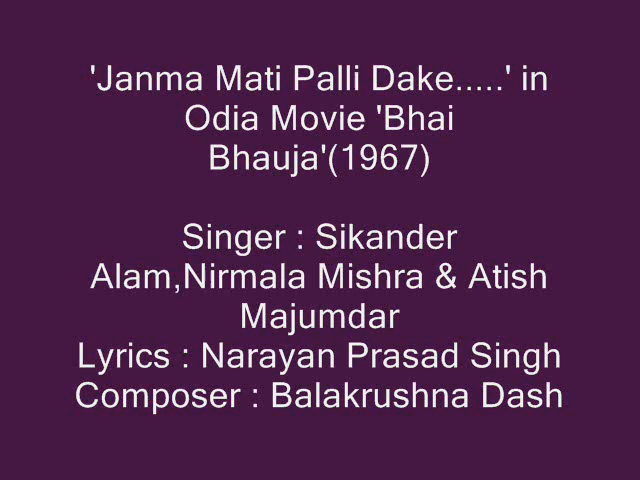 'Janma Mati Palli Dake.....' in
Odia Movie 'Bhai
Bhauja'(1967)
Singer : Sikander
Alam,Nirmala Mishra & Atish
Majumdar
Lyrics : Narayan Prasad Singh
Composer : Balakrushna Dash